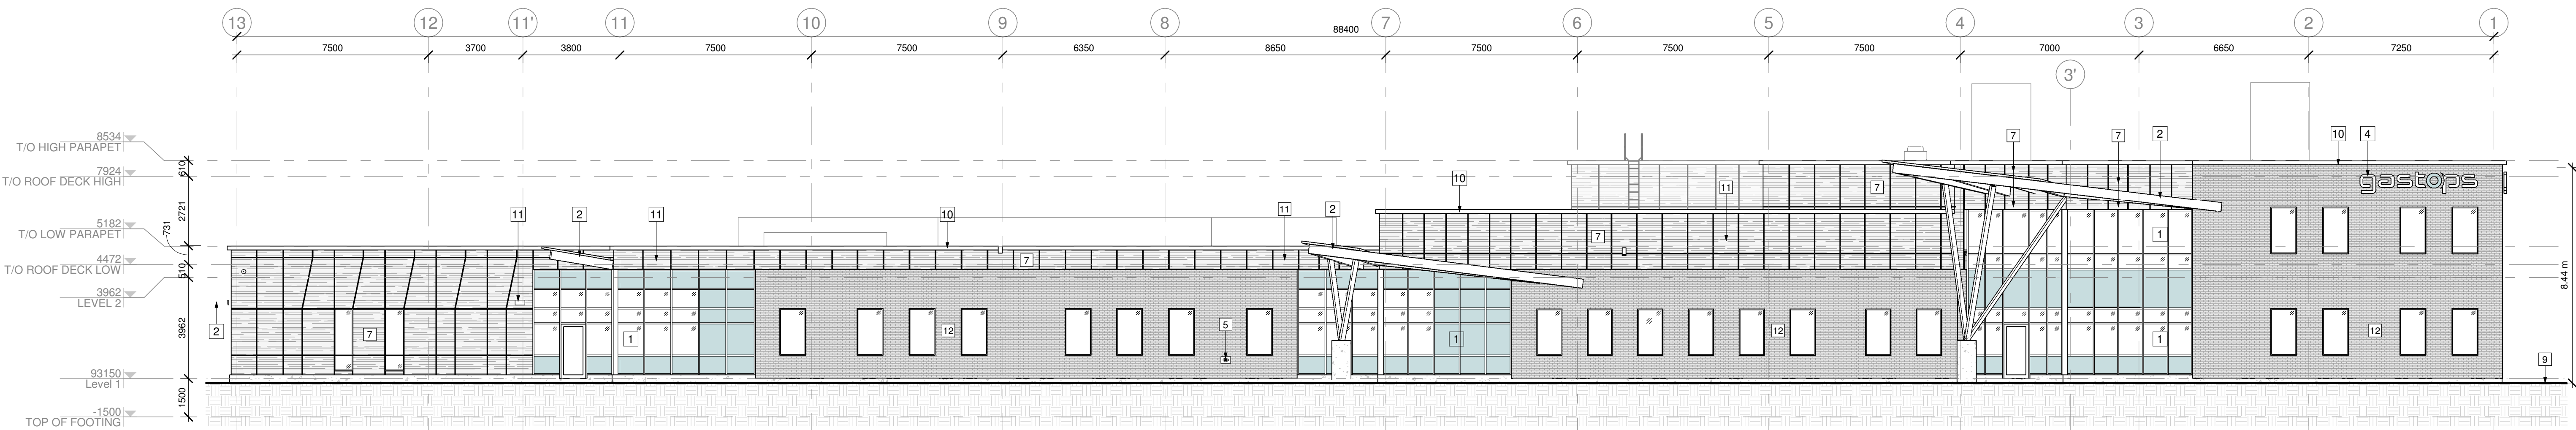 13 12 11' 11 10 9 8 7 6 5 4 3 2 1
88400
7500 3700 3800 7500 7500 6350 8650 7500 7500 7500 7000 6650 7250
3'
8534
T/O HIGH PARAPET
610
7924
T/O ROOF DECK HIGH
2721
5182
T/O LOW PARAPET
731
4472
T/O ROOF DECK LOW
510
3962
LEVEL 2
3962
93150
Level 1
1500
-1500
TOP OF FOOTING
7 7 2 10 4
gastops
10 11 7
11 2 11 10 11 2
7 7 1
2
7 1 12 5 1 12 1 12
9
8.44 m